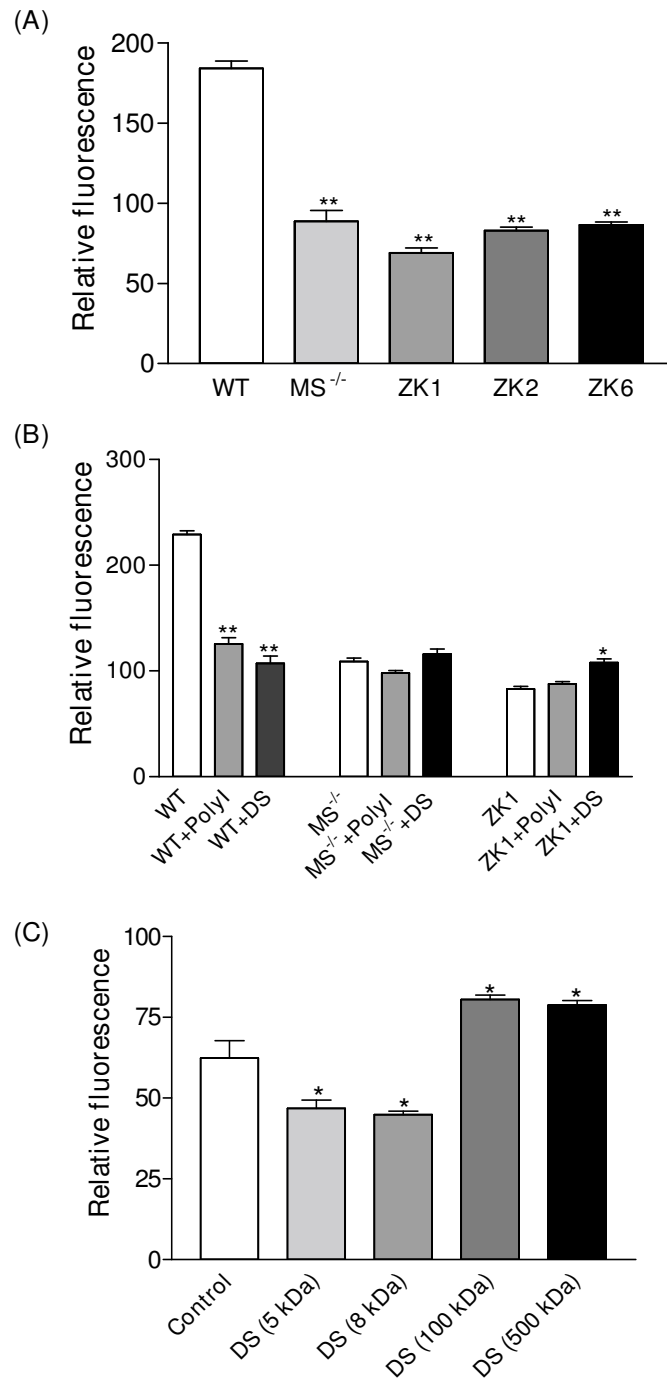 (A)
Relative fluorescence
200
150
100
50
0
**
**
**
**
WT MS-/- ZK1 ZK2 ZK6
(B)
Relative fluorescence
300
200
100
0
**
**
*
WT
WT+PolyI
WT+DS
MS-/-
MS-/-+PolyI
MS-/-+DS
ZK1
ZK1+PolyI
ZK1+DS
(C)
Relative fluorescence
100
75
50
25
0
*
*
*
*
Control
DS (5 kDa)
DS (8 kDa)
DS (100 kDa)
DS (500 kDa)